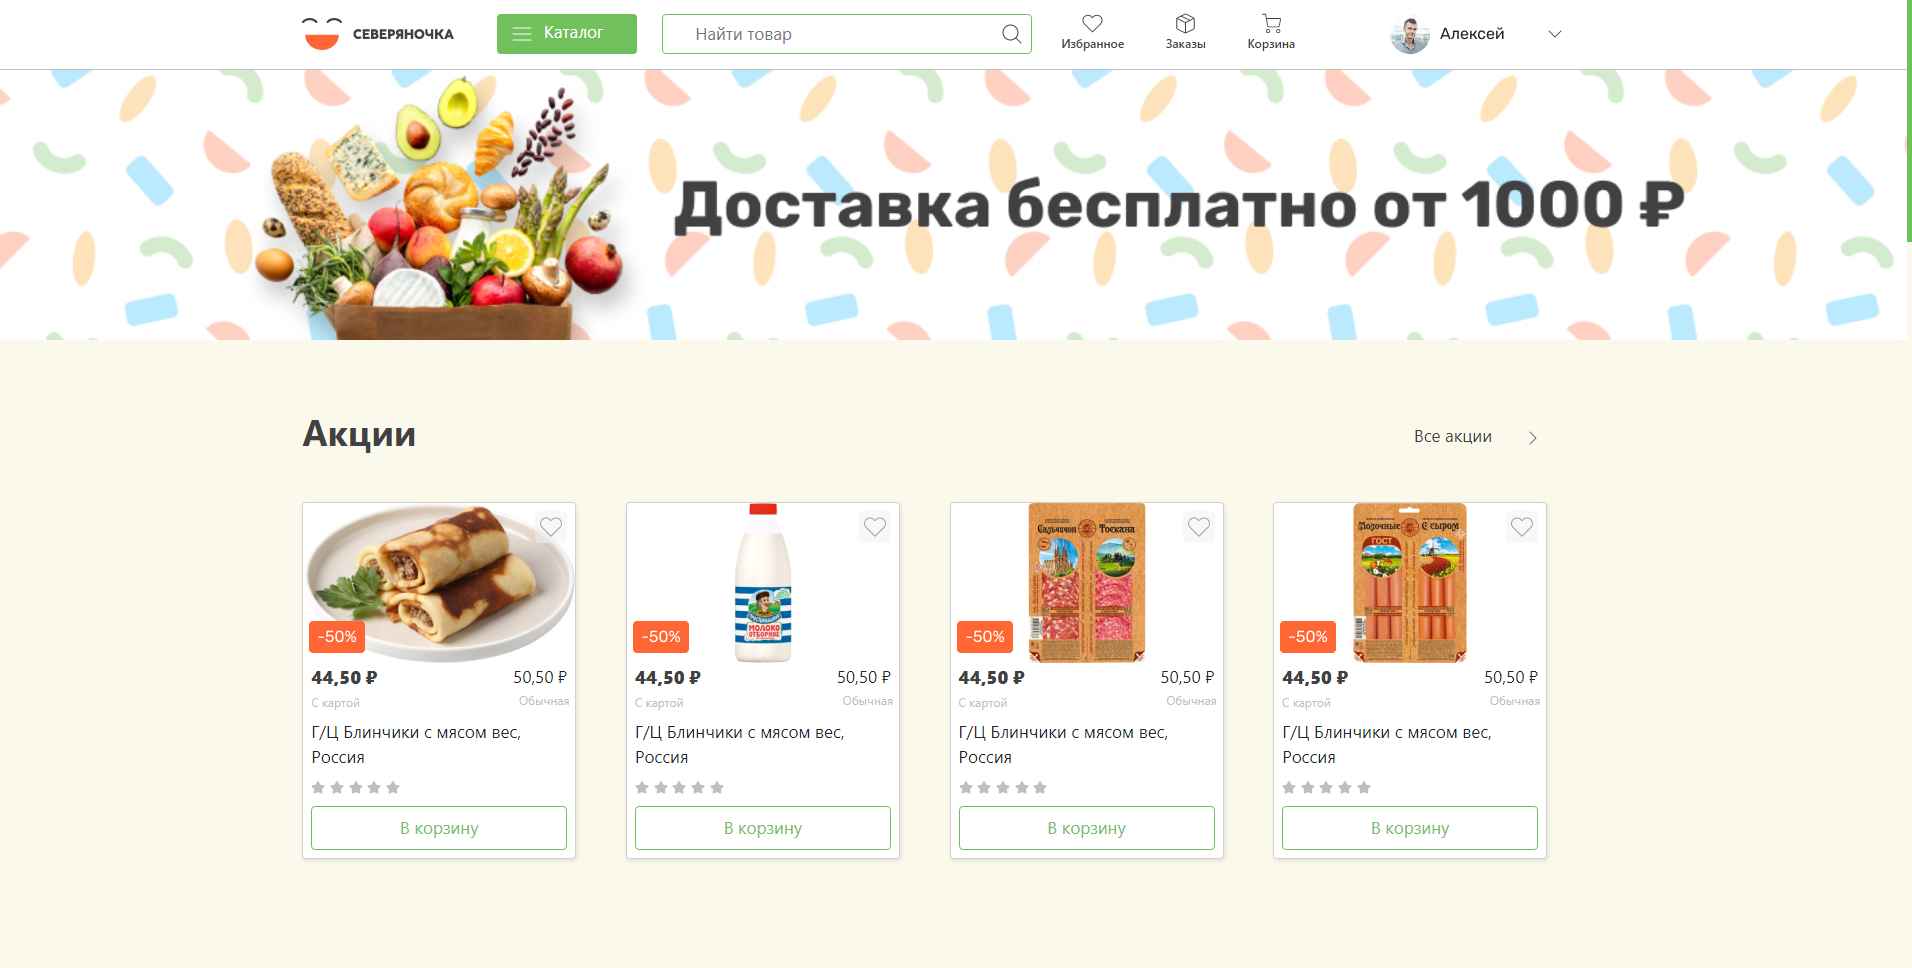 СЕВЕРЯНОЧКА
Каталог
Найти товар
Избранное
Заказы
Корзина
Алексей
Доставка бесплатно от 1000 ₽
Акции
Все акции
-50%
44,50 ₽ 50,50 ₽
С картой Обычная
Г/Ц Блинчики с мясом вес,
Россия
В корзину
МОЛОКО
ОТБОРНОЕ
-50%
44,50 ₽ 50,50 ₽
С картой Обычная
Г/Ц Блинчики с мясом вес,
Россия
В корзину
Сальчичон Тоскана
-50%
44,50 ₽ 50,50 ₽
С картой Обычная
Г/Ц Блинчики с мясом вес,
Россия
В корзину
Молочные С сыром
ГОСТ
-50%
44,50 ₽ 50,50 ₽
С картой Обычная
Г/Ц Блинчики с мясом вес,
Россия
В корзину